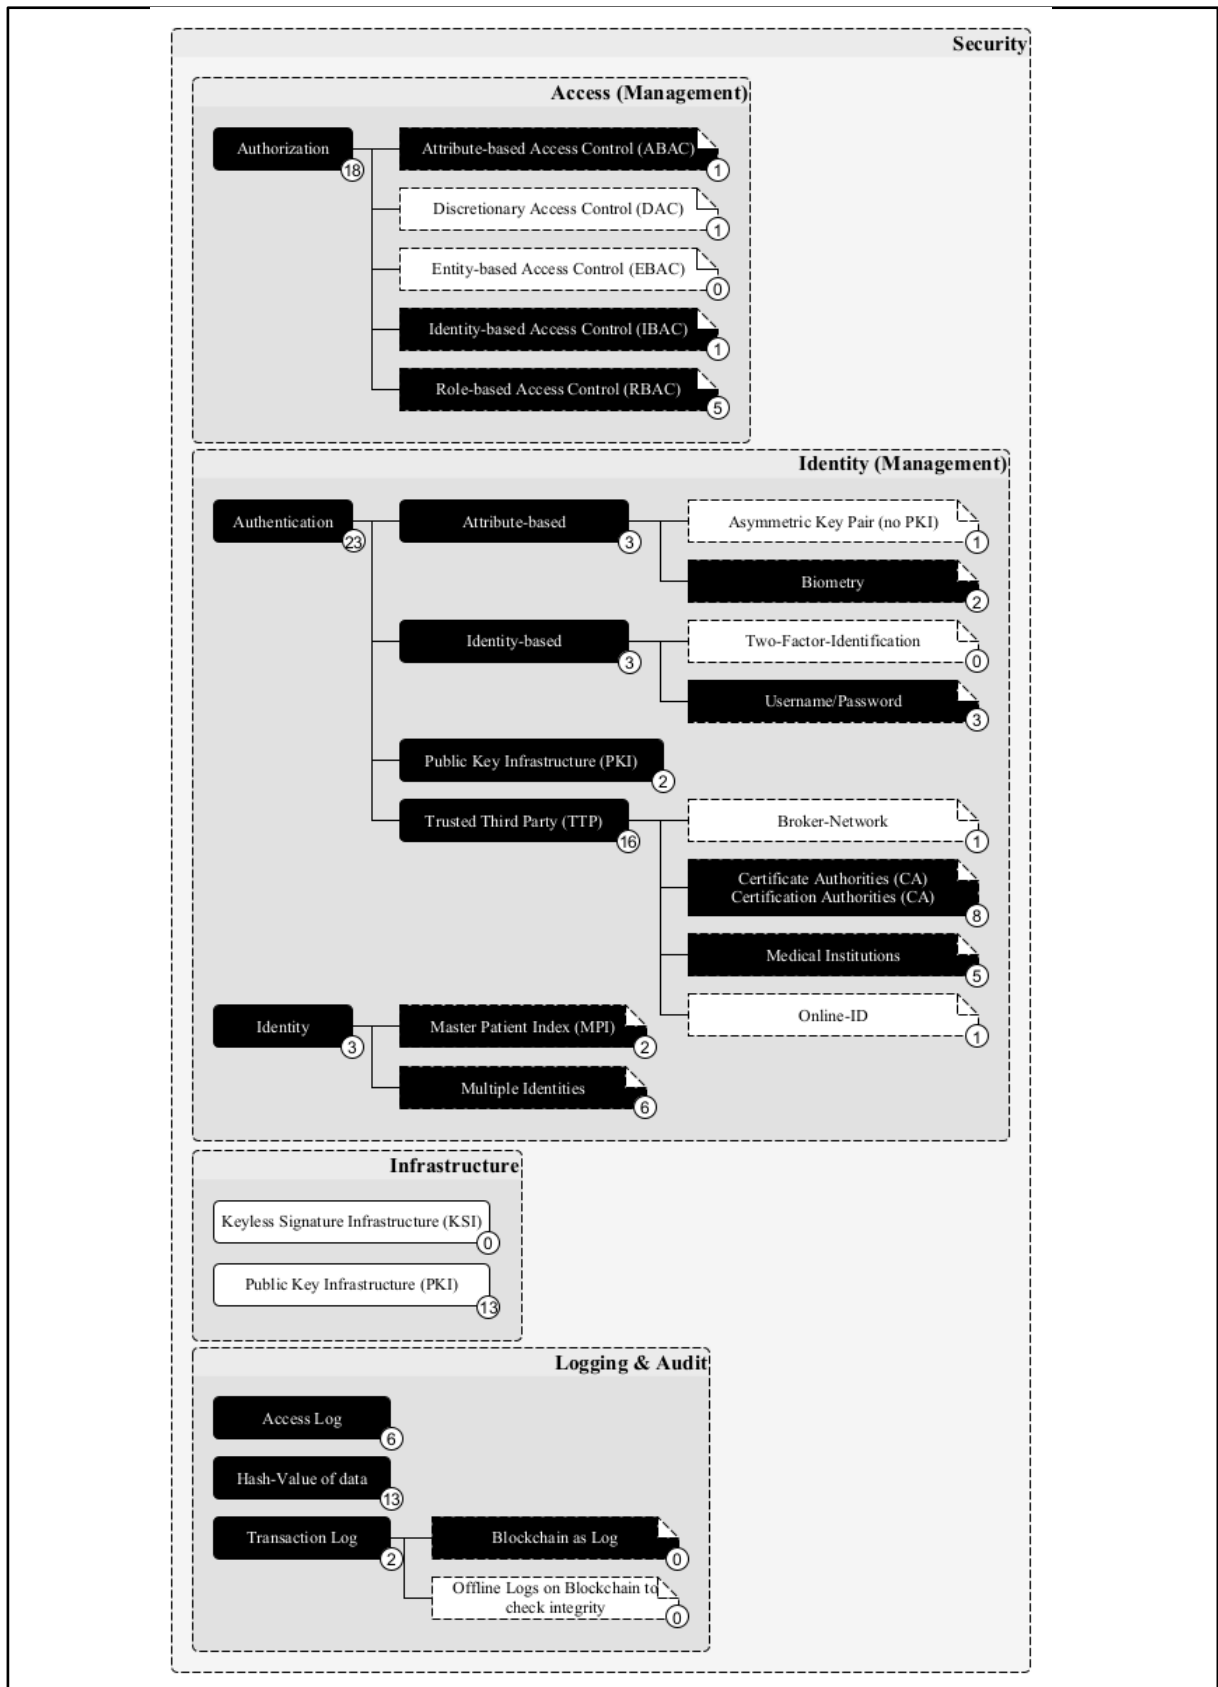 Security
Access (Management)
Authorization
18
Attribute-based Access Control (ABAC)
1
Discretionary Access Control (DAC)
1
Entity-based Access Control (EBAC)
0
Identity-based Access Control (IBAC)
1
Role-based Access Control (RBAC)
5
Identity (Management)
Authentication
23
Attribute-based
3
Asymmetric Key Pair (no PKI)
1
Biometry
2
Identity-based
3
Two-Factor-Identification
0
Username/Password
3
Public Key Infrastructure (PKI)
2
Trusted Third Party (TTP)
16
Broker-Network
1
Certificate Authorities (CA)
Certification Authorities (CA)
8
Medical Institutions
5
Online-ID
1
Identity
3
Master Patient Index (MPI)
2
Multiple Identities
6
Infrastructure
Keyless Signature Infrastructure (KSI)
0
Public Key Infrastructure (PKI)
13
Logging & Audit
Access Log
6
Hash-Value of data
13
Transaction Log
2
Blockchain as Log
0
Offline Logs on Blockchain to
check integrity
0